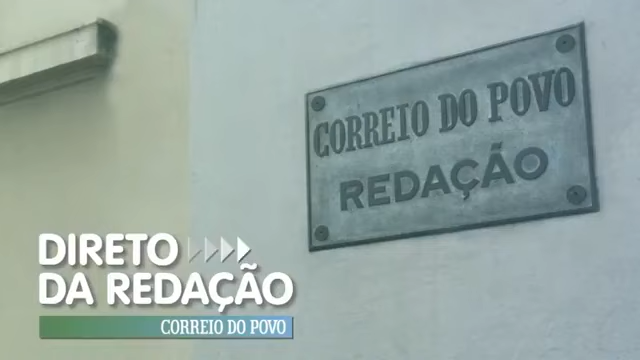 CORREIO DO POVO
REDAÇÃO
DIRETO
DA REDAÇÃO
CORREIO DO POVO